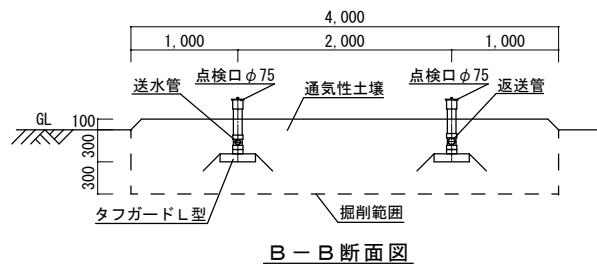 4,000
1,000
2,000
1,000
点検口φ75
点検口φ75
送水管
通気性土壌
返送管
GL
100
300
300
タフガードL型
掘削範囲
B－B断面図